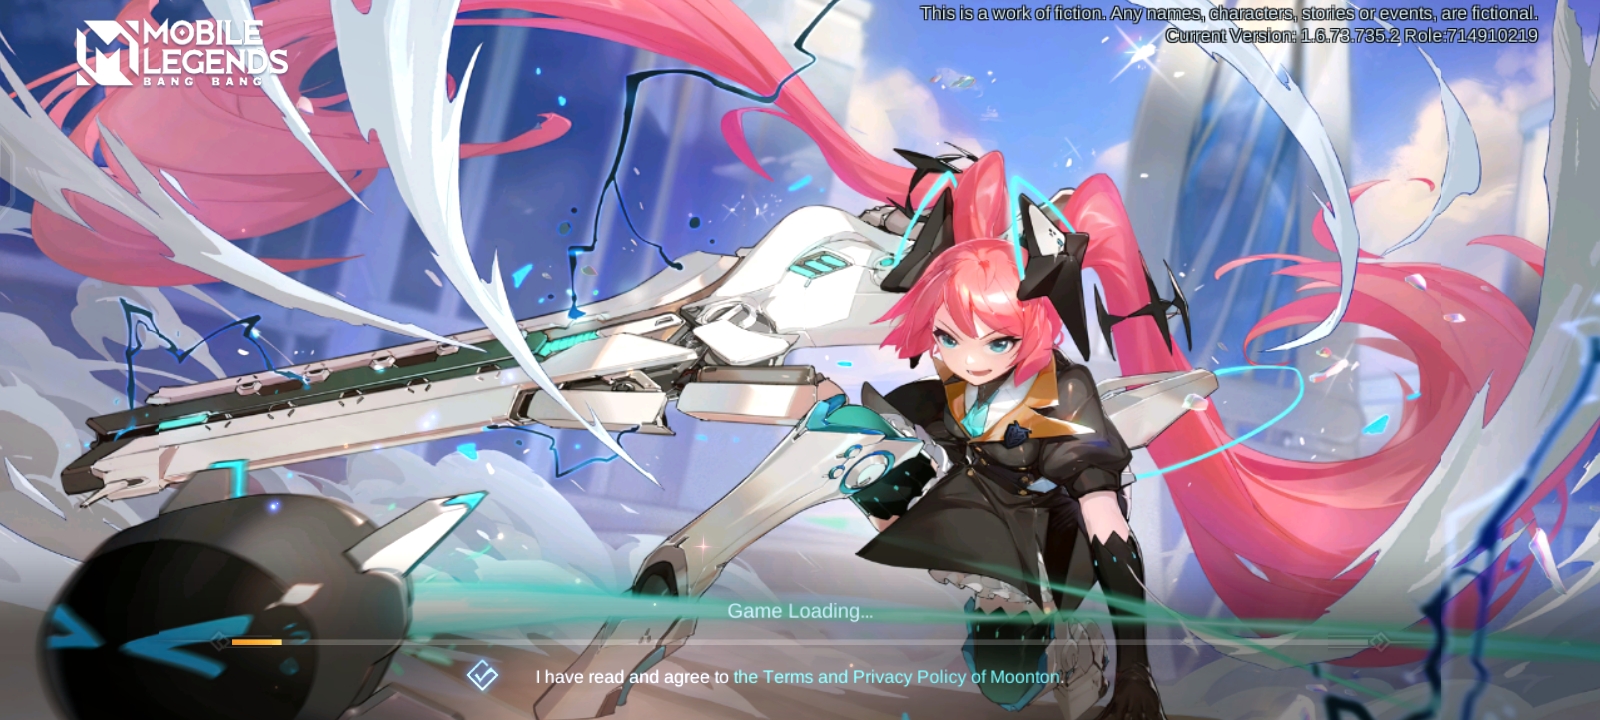 MOBILE
LEGENDS
BANG BANG
This is a work of fiction. Any names, characters, stories or events, are fictional.
Current Version: 1.6.73.735.2 Role:714910219
Game Loading...
I have read and agree to the Terms and Privacy Policy of Moonton.